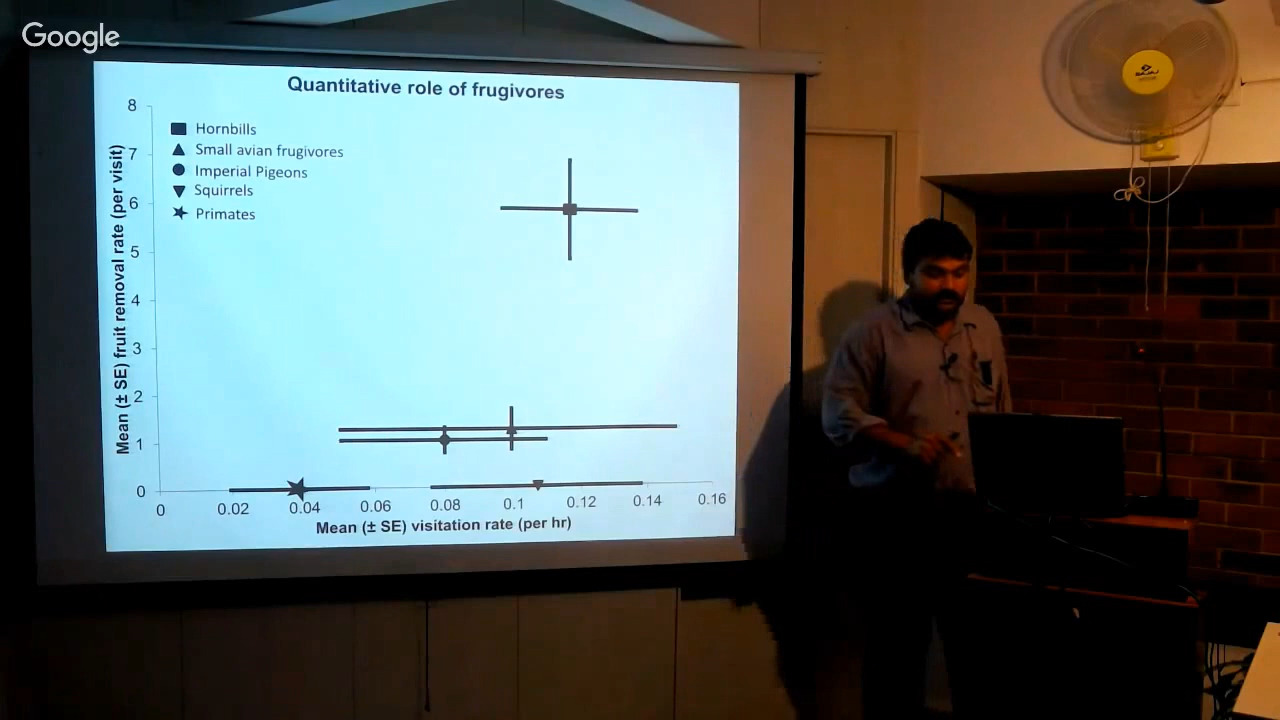 Google
Quantitative role of frugivores
Hornbills
Small avian frugivores
Imperial Pigeons
Squirrels
Primates
Mean (± SE) fruit removal rate (per visit)
8
7
6
5
4
3
2
1
0
0 0.02 0.04 0.06 0.08 0.1 0.12 0.14 0.16
Mean (± SE) visitation rate (per hr)
BAJAJ